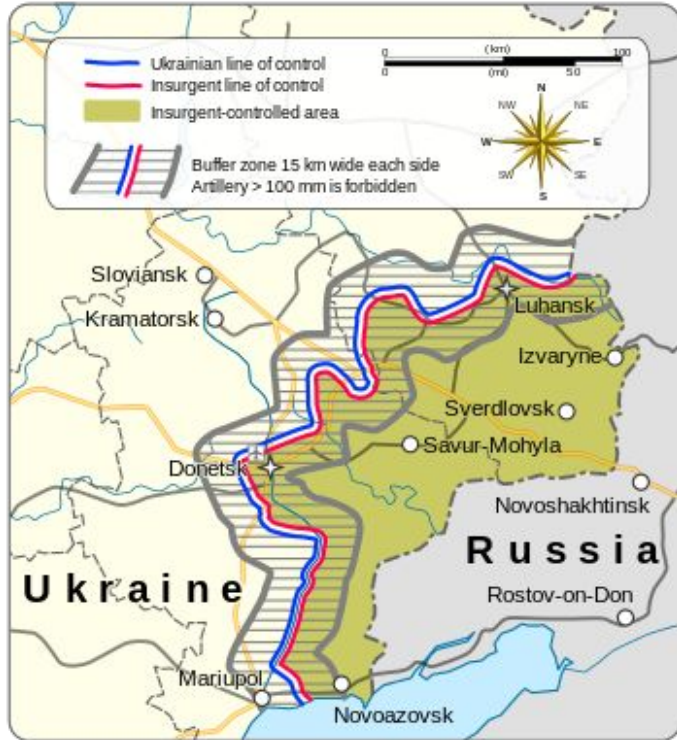 Ukrainian line of control
Insurgent line of control
Insurgent-controlled area
Buffer zone 15 km wide each side
Artillery > 100 mm is forbidden
0 (km) 100
0 (mi) 50
N
NW NE
W E
SW SE
S
Sloviansk
Kramatorsk
Luhansk
Izvaryne
Sverdlovsk
Savur-Mohyla
Donetsk
Novoshakhtinsk
Russia
Ukraine
Rostov-on-Don
Mariupol
Novoazovsk